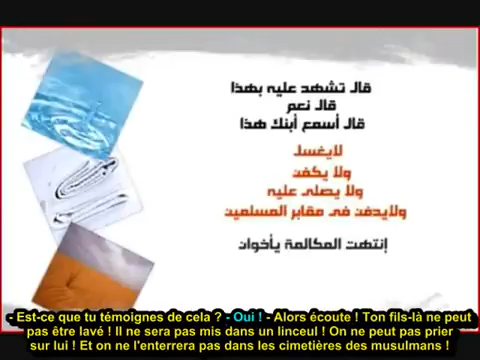 قال تشهد عليه بهذا
قال نعم
قال أسمع أبنك هذا
لايغسل
ولا يكفن
ولا يصلى عليه
ولايدفن فى مقابر المسلمين
إنتهت المكالمة يأخوان
- Est-ce que tu témoignes de cela ? - Oui ! - Alors écoute ! Ton fils-là ne peut
pas être lavé ! Il ne sera pas mis dans un linceul ! On ne peut pas prier
sur lui ! Et on ne l'enterrera pas dans les cimetières des musulmans !